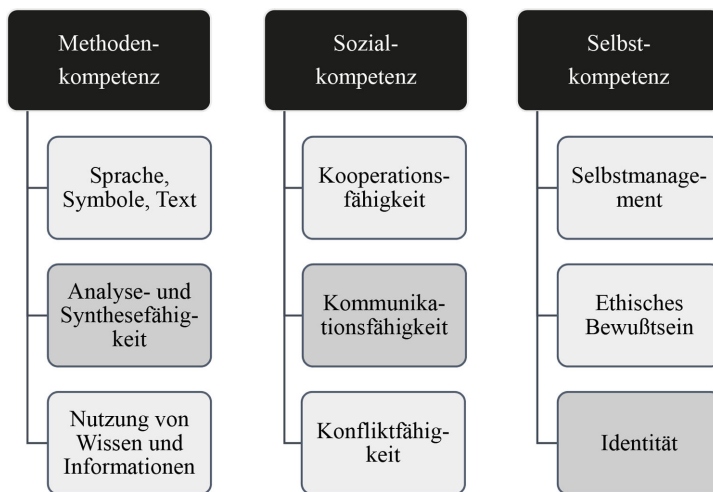 Methoden-
kompetenz
Sprache,
Symbole, Text
Analyse- und
Synthesefähig-
keit
Nutzung von
Wissen und
Informationen
Sozial-
kompetenz
Kooperations-
fähigkeit
Kommunika-
tionsfähigkeit
Konfliktfähig-
keit
Selbst-
kompetenz
Selbstmanage-
ment
Ethisches
Bewußtsein
Identität